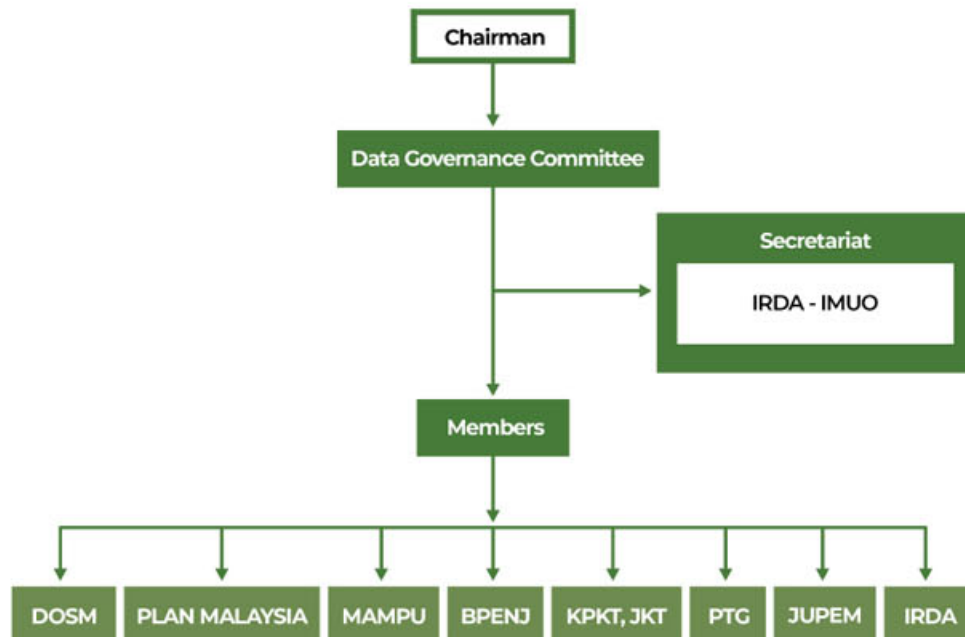 Chairman
Data Governance Committee
Secretariat
IRDA - IMUO
Members
DOSM
PLAN MALAYSIA
MAMPU
BPENJ
KPKT, JKT
PTG
JUPEM
IRDA